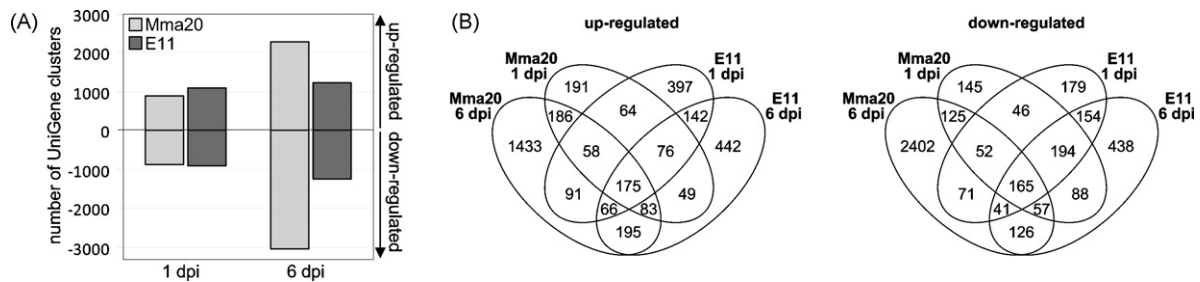 (A)
number of UniGene clusters
3000
2000
1000
0
-1000
-2000
-3000
Mma20
E11
1 dpi
6 dpi
up-regulated
down-regulated
(B)
up-regulated
Mma20
1 dpi
E11
1 dpi
Mma20
6 dpi
E11
6 dpi
191
397
186
64
142
1433
58
76
442
91
175
49
66
83
195
down-regulated
Mma20
1 dpi
E11
1 dpi
Mma20
6 dpi
E11
6 dpi
145
179
125
46
154
2402
52
194
438
71
165
88
41
57
126